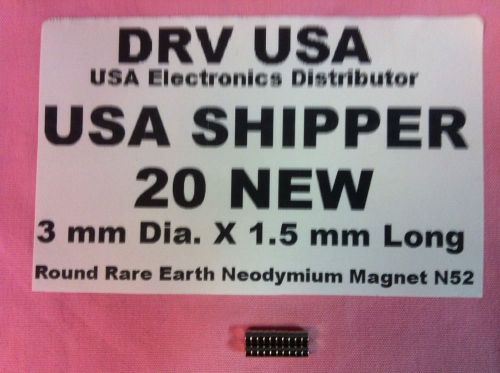 DRV USA
USA Electronics Distributor
USA SHIPPER
20 NEW
3 mm Dia. X 1.5 mm Long
Round Rare Earth Neodymium Magnet N52